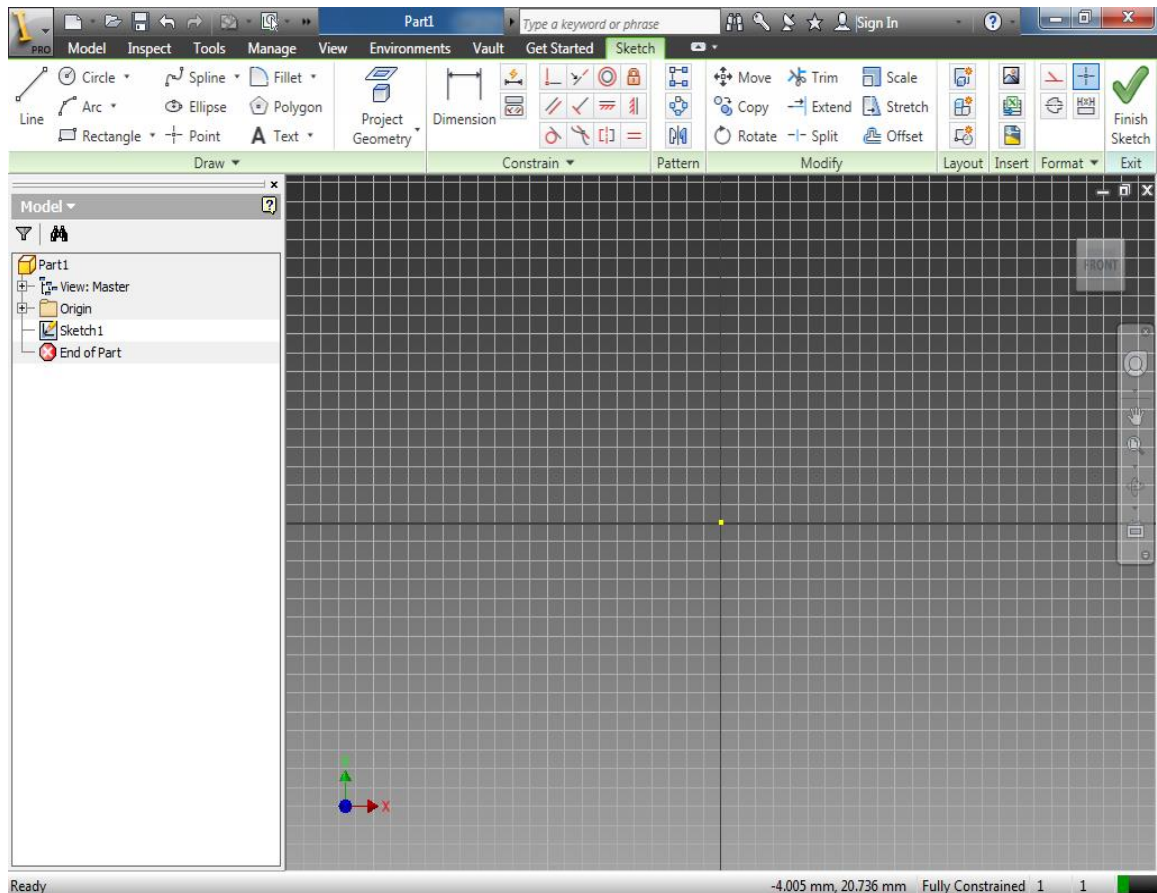 Part1 Type a keyword or phrase Sign In
PRO Model Inspect Tools Manage View Environments Vault Get Started Sketch
Line
Circle Spline Fillet
Arc Ellipse Polygon
Rectangle Point A Text
Project
Geometry
Dimension
Move Trim Scale
Copy Extend Stretch
Rotate Split Offset
Finish
Sketch
Draw Constrain Pattern Modify Layout Insert Format Exit
Model
Part1
View: Master
Origin
Sketch1
End of Part
FRONT
X
Ready -4.005 mm, 20.736 mm Fully Constrained 1 1